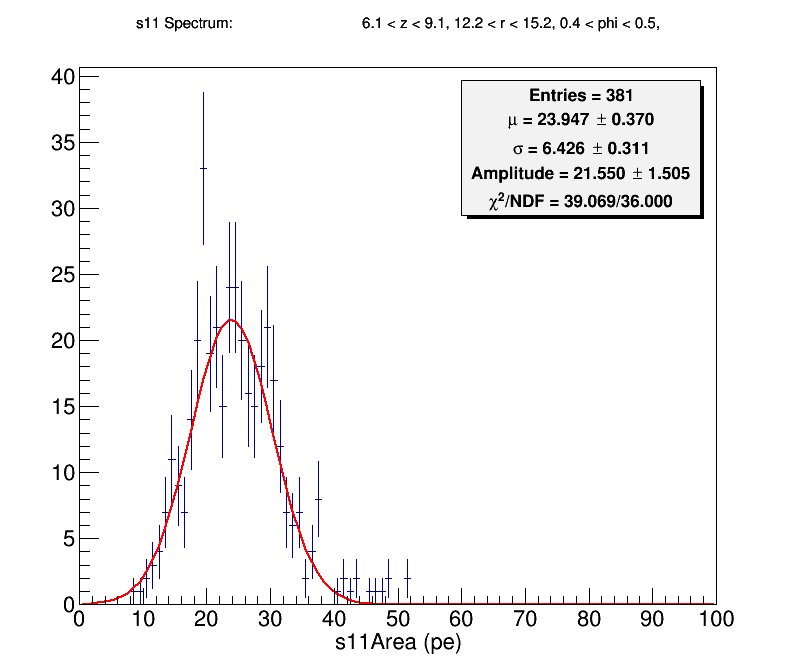 s11 Spectrum: 6.1 < z < 9.1, 12.2 < r < 15.2, 0.4 < phi < 0.5,
Entries = 381
μ = 23.947 ± 0.370
σ = 6.426 ± 0.311
Amplitude = 21.550 ± 1.505
χ²/NDF = 39.069/36.000
40
35
30
25
20
15
10
5
0
0 10 20 30 40 50 60 70 80 90 100
s11Area (pe)